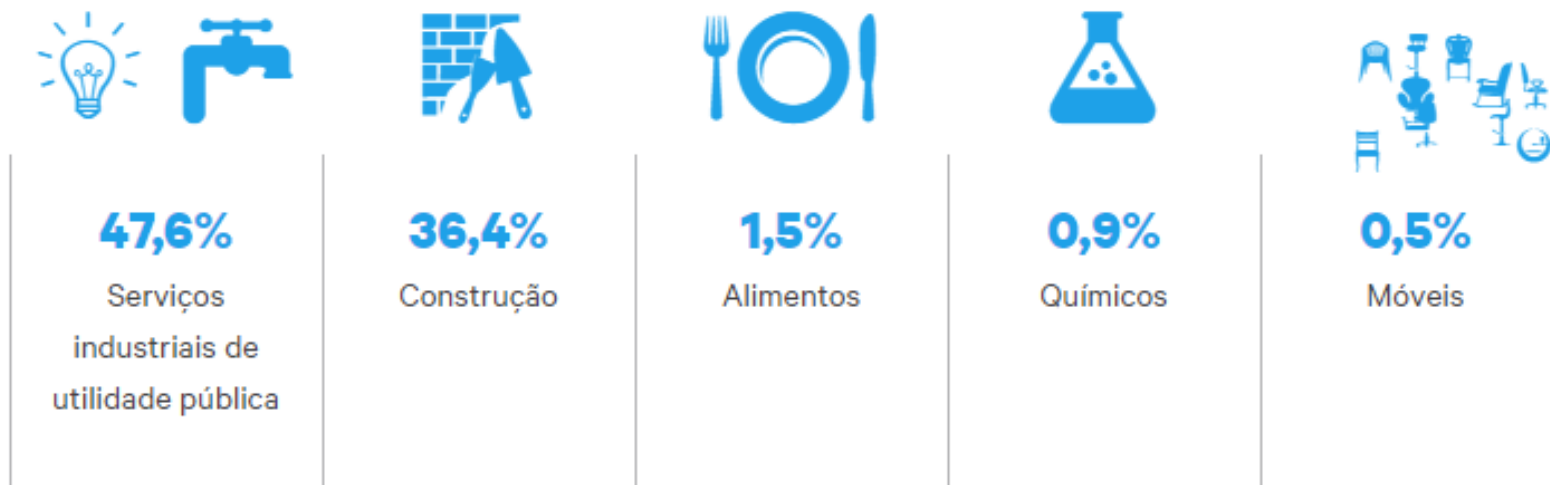 47,6%
Serviços
industriais de
utilidade pública
36,4%
Construção
1,5%
Alimentos
0,9%
Químicos
0,5%
Móveis